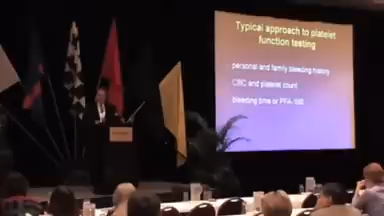 Typical approach to platelet
function testing
personal and family bleeding history
CBC and platelet count
bleeding time or PFA-100